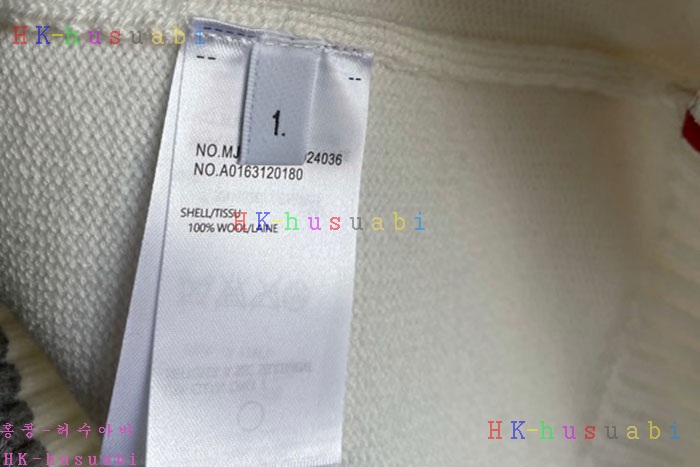 HK-husuabi
1.
NO.MJ 024036
NO.A0163120180
SHELL/TISSU
HK-husuabi
100% WOOL/LAINE
홍콩-허수아비
HK-husuabi
HK-husuabi